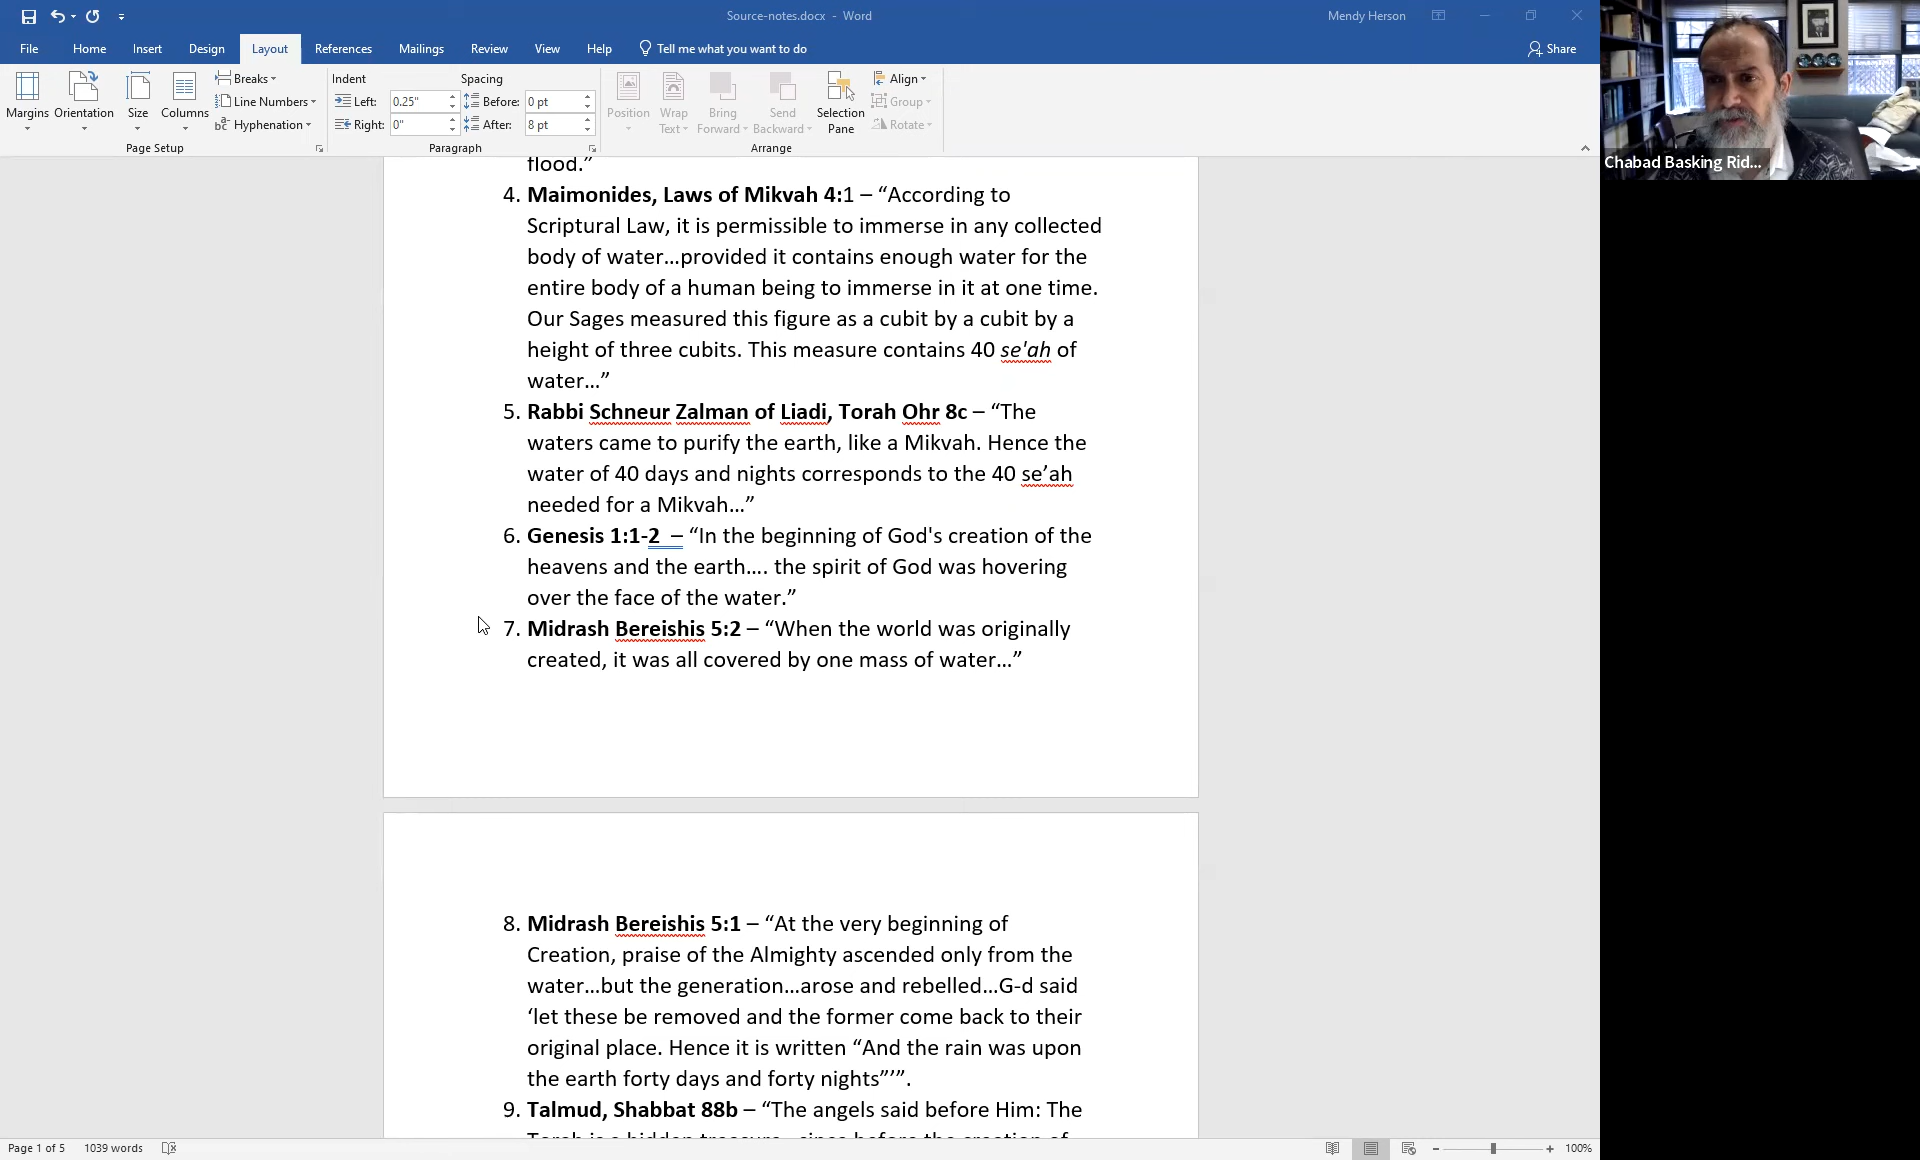 Source-notes.docx - Word
Mendy Herson
File Home Insert Design Layout References Mailings Review View Help Tell me what you want to do Share
Margins Orientation Size Columns
Breaks
Line Numbers
Hyphenation
Page Setup
Indent Spacing
Left: 0.25" Before: 0 pt
Right: 0" After: 8 pt
Paragraph
Position Wrap Text Bring Forward Send Backward Selection Pane
Align
Group
Rotate
Arrange
Chabad Basking Rid...
flood.”
4. Maimonides, Laws of Mikvah 4:1 – “According to
Scriptural Law, it is permissible to immerse in any collected
body of water…provided it contains enough water for the
entire body of a human being to immerse in it at one time.
Our Sages measured this figure as a cubit by a cubit by a
height of three cubits. This measure contains 40 se'ah of
water…”
5. Rabbi Schneur Zalman of Liadi, Torah Ohr 8c – “The
waters came to purify the earth, like a Mikvah. Hence the
water of 40 days and nights corresponds to the 40 se’ah
needed for a Mikvah…”
6. Genesis 1:1-2 – “In the beginning of God's creation of the
heavens and the earth…. the spirit of God was hovering
over the face of the water.”
7. Midrash Bereishis 5:2 – “When the world was originally
created, it was all covered by one mass of water…”
8. Midrash Bereishis 5:1 – “At the very beginning of
Creation, praise of the Almighty ascended only from the
water…but the generation…arose and rebelled…G-d said
‘let these be removed and the former come back to their
original place. Hence it is written “And the rain was upon
the earth forty days and forty nights”’”.
9. Talmud, Shabbat 88b – “The angels said before Him: The
Page 1 of 5 1039 words 100%